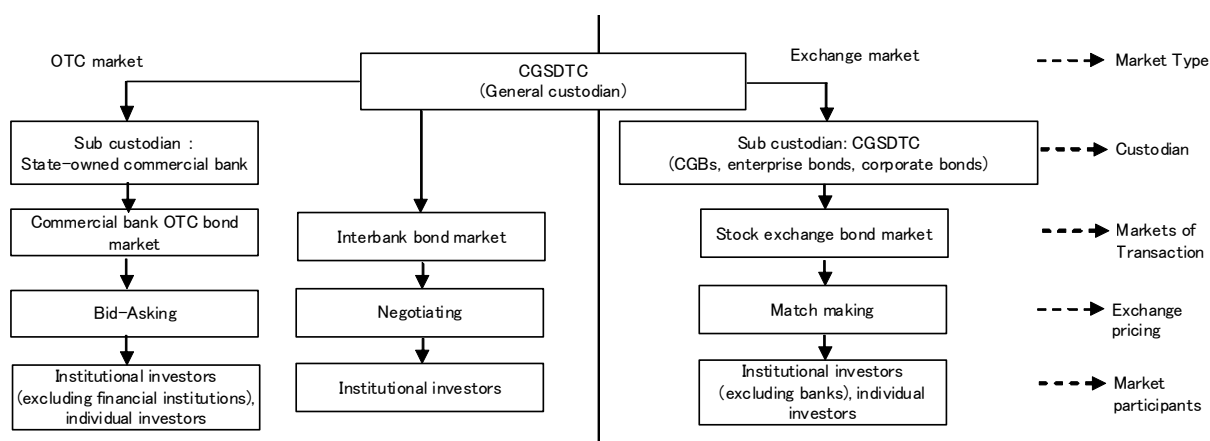 OTC market
CGSDTC
(General custodian)
Exchange market
Market Type
Sub custodian :
State-owned commercial bank
Sub custodian: CGSDTC
(CGBs, enterprise bonds, corporate bonds)
Custodian
Commercial bank OTC bond
market
Interbank bond market
Stock exchange bond market
Markets of
Transaction
Bid-Asking
Negotiating
Match making
Exchange
pricing
Institutional investors
(excluding financial institutions),
individual investors
Institutional investors
Institutional investors
(excluding banks), individual
investors
Market
participants